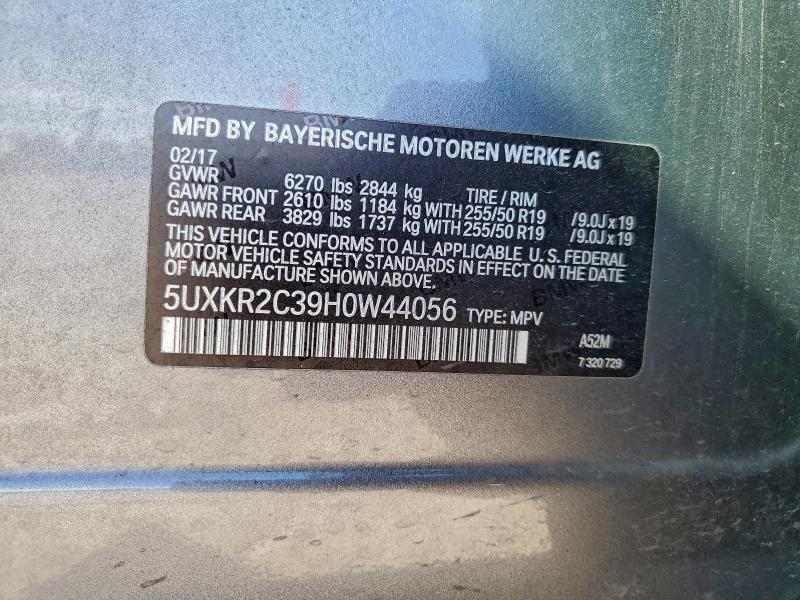 MFD BY BAYERISCHE MOTOREN WERKE AG
02/17
GVWR 6270 lbs 2844 kg TIRE / RIM
GAWR FRONT 2610 lbs 1184 kg WITH 255/50 R19 /9.0J x 19
GAWR REAR 3829 lbs 1737 kg WITH 255/50 R19 /9.0J x 19
THIS VEHICLE CONFORMS TO ALL APPLICABLE U. S. FEDERAL
MOTOR VEHICLE SAFETY STANDARDS IN EFFECT ON THE DATE
OF MANUFACTURE SHOWN ABOVE.
5UXKR2C39H0W44056 TYPE: MPV
A52M
7 320 729